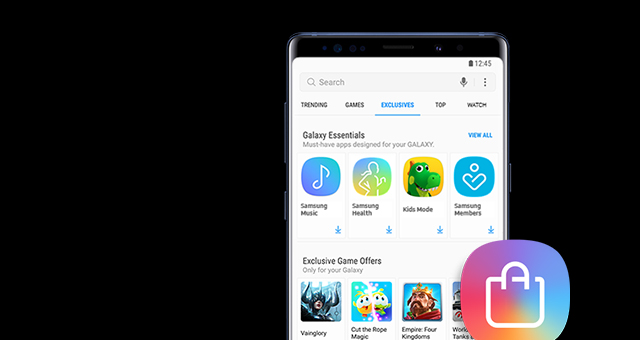 12:45
Search
TRENDING GAMES EXCLUSIVES TOP WATCH
Galaxy Essentials VIEW ALL
Must-have apps designed for your GALAXY.
Samsung Music
Samsung Health
Kids Mode
Samsung Members
Exclusive Game Offers
Only for your Galaxy
Vainglory
Cut the Rope Magic
Empire: Four Kingdoms
World
Tanks